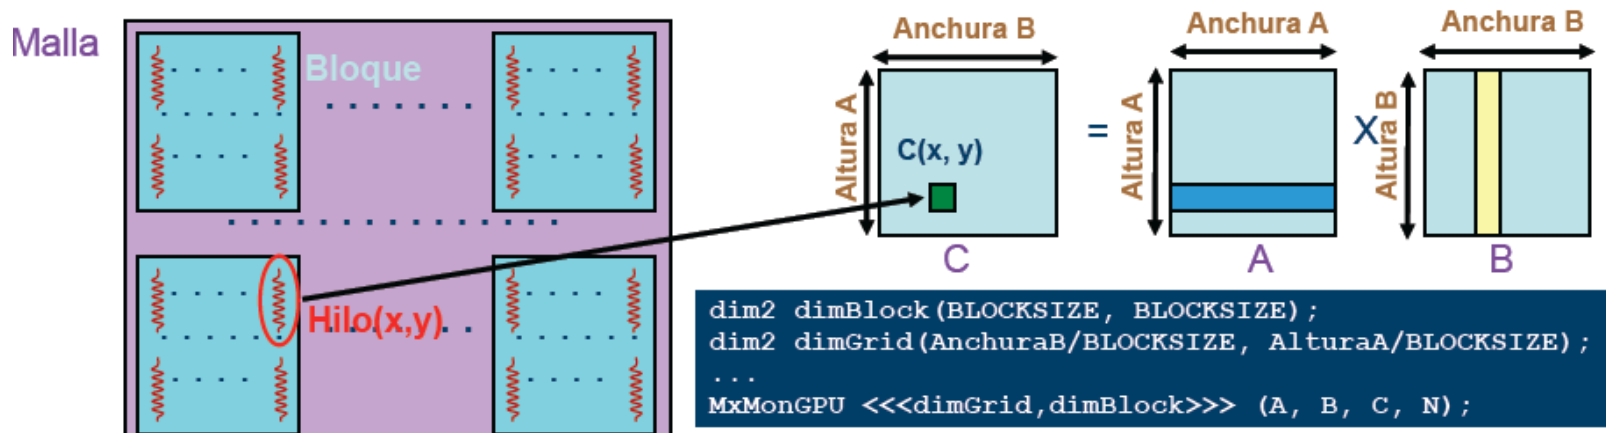 Malla
Bloque
Hilo(x,y)
Anchura B
Altura A
C(x, y)
C
=
Anchura A
Altura A
A
X
Anchura B
Altura B
B
dim2 dimBlock(BLOCKSIZE, BLOCKSIZE);
dim2 dimGrid(AnchuraB/BLOCKSIZE, AlturaA/BLOCKSIZE);
...
MxMonGPU <<<dimGrid,dimBlock>>> (A, B, C, N);